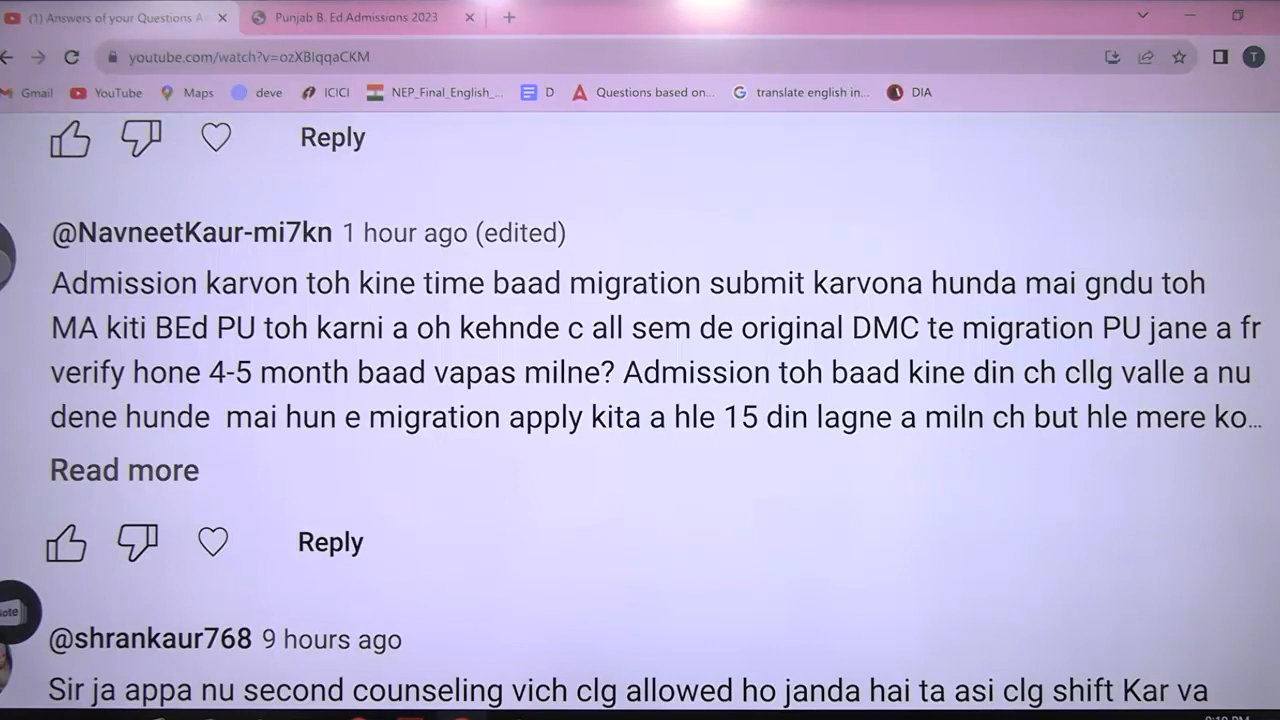 (1) Answers of your Questions A
Punjab B. Ed.Admissions 2023
youtube.com/watch?v=ozXBIqqaCKM
T
Gmail
YouTube
Maps
deve
ICICI
NEP_Final_English_...
D
Questions based on...
translate english in...
DIA
Reply
@NavneetKaur-mi7kn 1 hour ago (edited)
Admission karvon toh kine time baad migration submit karvona hunda mai gndu toh
MA kiti BEd PU toh karni a oh kehnde c all sem de original DMC te migration PU jane a fr
verify hone 4-5 month baad vapas milne? Admission toh baad kine din ch cllg valle a nu
dene hunde mai hun e migration apply kita a hle 15 din lagne a miln ch but hle mere ko...
Read more
Reply
@shrankaur768 9 hours ago
Sir ja appa nu second counseling vich clg allowed ho janda hai ta asi clg shift Kar va